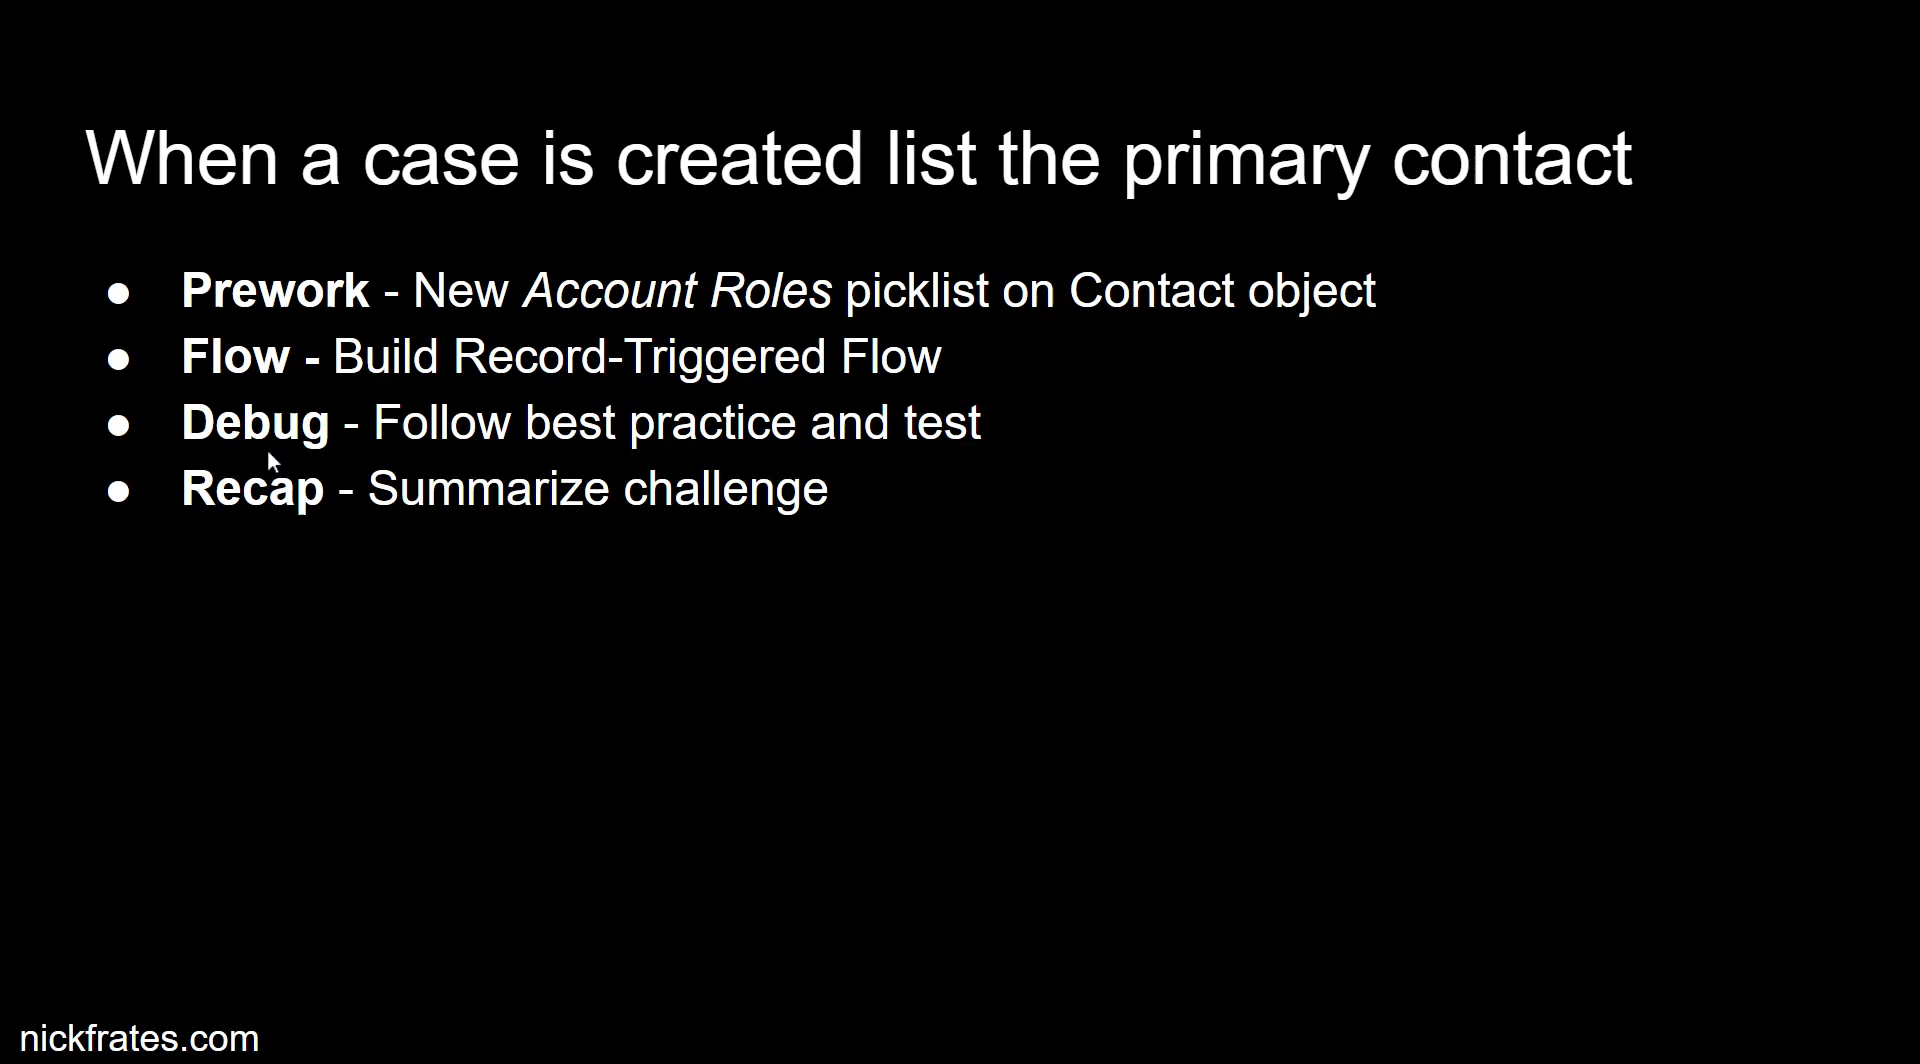 When a case is created list the primary contact
● Prework - New Account Roles picklist on Contact object
● Flow - Build Record-Triggered Flow
● Debug - Follow best practice and test
● Recap - Summarize challenge
nickfrates.com